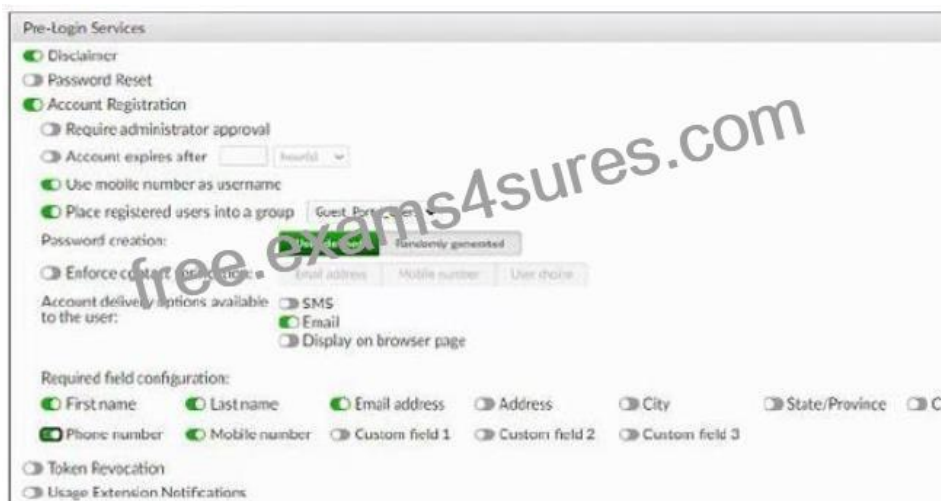 Pre-Login Services
Disclaimer
Password Reset
Account Registration
Require administrator approval
Account expires after hour(s)
Use mobile number as username
Place registered users into a group Guest
Password creation: Randomly generated
Enforce contact Email address Mobile number User choice
Account delivery options available SMS
to the user:
Email
Display on browser page
Required field configuration:
First name Last name Email address Address City State/Province
Phone number Mobile number Custom field 1 Custom field 2 Custom field 3
Token Revocation
Usage Extension Notifications
free.exams4sures.com